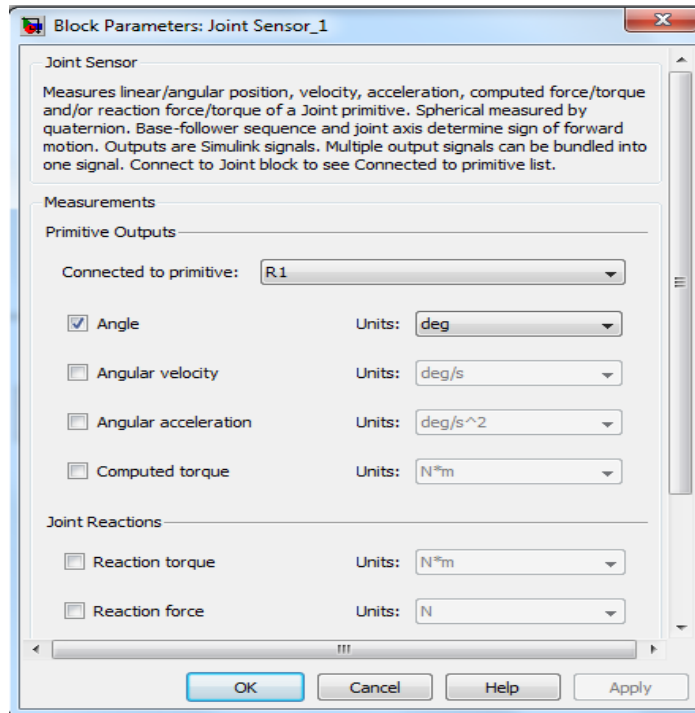 Block Parameters: Joint Sensor_1
Joint Sensor
Measures linear/angular position, velocity, acceleration, computed force/torque
and/or reaction force/torque of a Joint primitive. Spherical measured by
quaternion. Base-follower sequence and joint axis determine sign of forward
motion. Outputs are Simulink signals. Multiple output signals can be bundled into
one signal. Connect to Joint block to see Connected to primitive list.
Measurements
Primitive Outputs
Connected to primitive: R1
Angle Units: deg
Angular velocity Units: deg/s
Angular acceleration Units: deg/s^2
Computed torque Units: N*m
Joint Reactions
Reaction torque Units: N*m
Reaction force Units: N
OK Cancel Help Apply